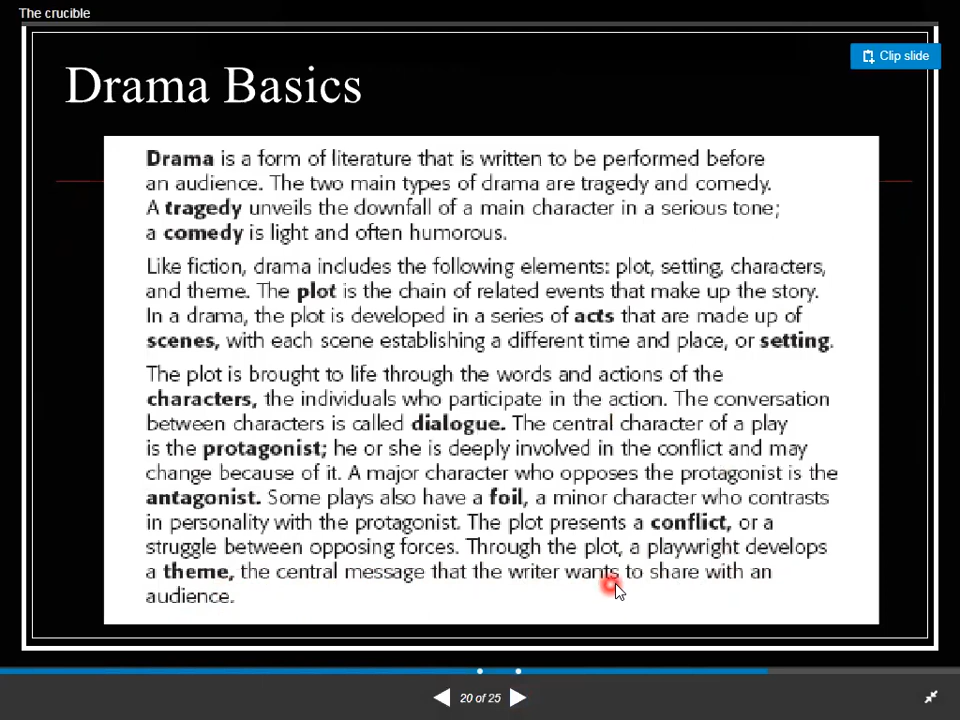 The crucible
Clip slide
Drama Basics
Drama is a form of literature that is written to be performed before
an audience. The two main types of drama are tragedy and comedy.
A tragedy unveils the downfall of a main character in a serious tone;
a comedy is light and often humorous.
Like fiction, drama includes the following elements: plot, setting, characters,
and theme. The plot is the chain of related events that make up the story.
In a drama, the plot is developed in a series of acts that are made up of
scenes, with each scene establishing a different time and place, or setting.
The plot is brought to life through the words and actions of the
characters, the individuals who participate in the action. The conversation
between characters is called dialogue. The central character of a play
is the protagonist; he or she is deeply involved in the conflict and may
change because of it. A major character who opposes the protagonist is the
antagonist. Some plays also have a foil, a minor character who contrasts
in personality with the protagonist. The plot presents a conflict, or a
struggle between opposing forces. Through the plot, a playwright develops
a theme, the central message that the writer wants to share with an
audience.
20 of 25